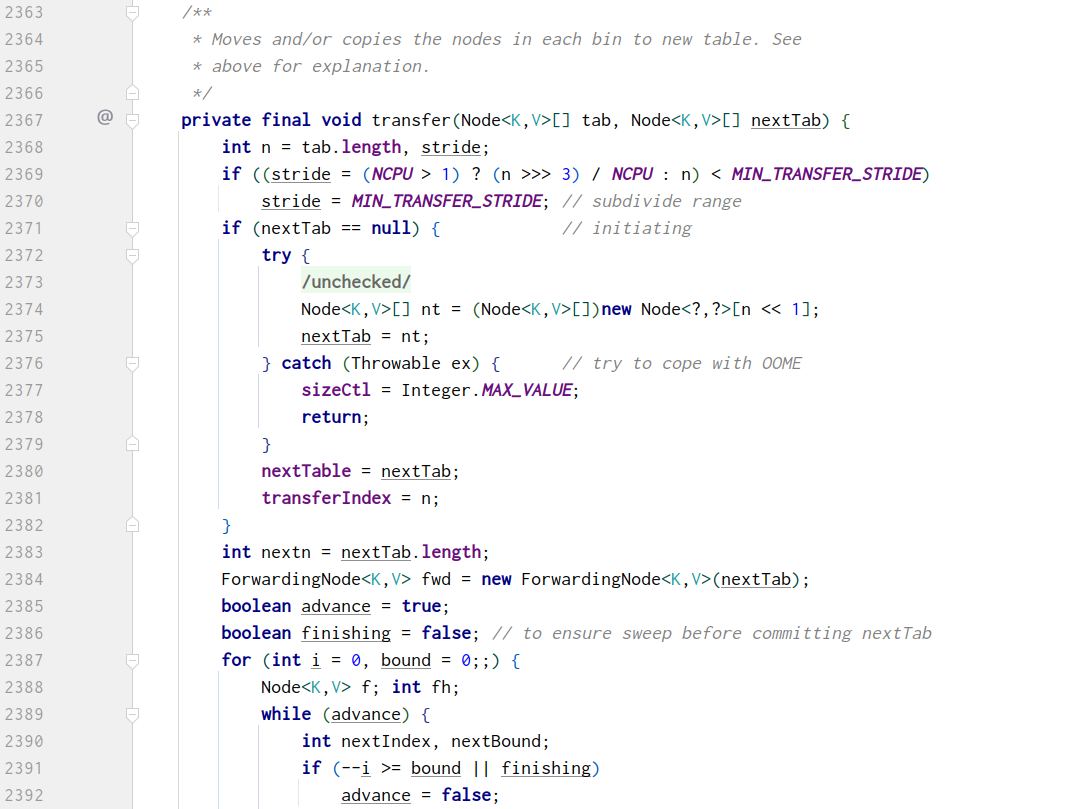 2363 /**
2364 * Moves and/or copies the nodes in each bin to new table. See
2365 * above for explanation.
2366 */
2367 @ private final void transfer(Node<K,V>[] tab, Node<K,V>[] nextTab) {
2368 int n = tab.length, stride;
2369 if ((stride = (NCPU > 1) ? (n >>> 3) / NCPU : n) < MIN_TRANSFER_STRIDE)
2370 stride = MIN_TRANSFER_STRIDE; // subdivide range
2371 if (nextTab == null) { // initiating
2372 try {
2373 /unchecked/
2374 Node<K,V>[] nt = (Node<K,V>[])new Node<?,?>[n << 1];
2375 nextTab = nt;
2376 } catch (Throwable ex) { // try to cope with OOME
2377 sizeCtl = Integer.MAX_VALUE;
2378 return;
2379 }
2380 nextTable = nextTab;
2381 transferIndex = n;
2382 }
2383 int nextn = nextTab.length;
2384 ForwardingNode<K,V> fwd = new ForwardingNode<K,V>(nextTab);
2385 boolean advance = true;
2386 boolean finishing = false; // to ensure sweep before committing nextTab
2387 for (int i = 0, bound = 0;;) {
2388 Node<K,V> f; int fh;
2389 while (advance) {
2390 int nextIndex, nextBound;
2391 if (--i >= bound || finishing)
2392 advance = false;